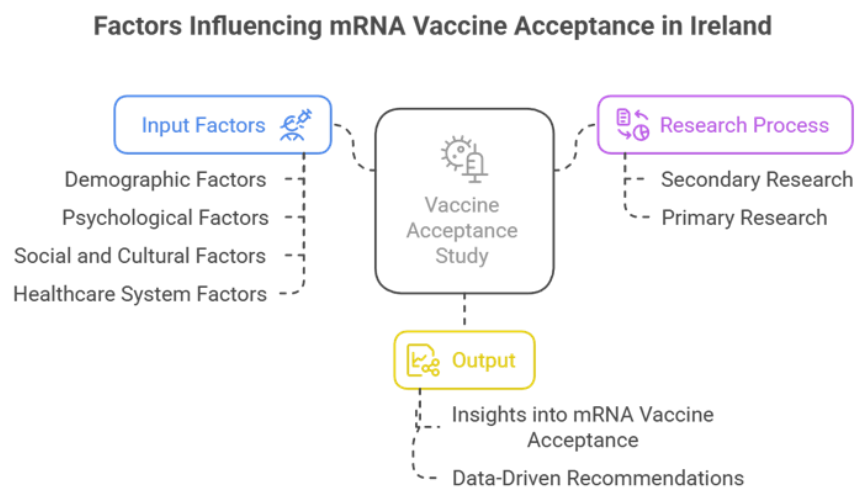 Factors Influencing mRNA Vaccine Acceptance in Ireland
Input Factors
Demographic Factors
Psychological Factors
Social and Cultural Factors
Healthcare System Factors
Vaccine
Acceptance
Study
Research Process
Secondary Research
Primary Research
Output
Insights into mRNA Vaccine
Acceptance
Data-Driven Recommendations